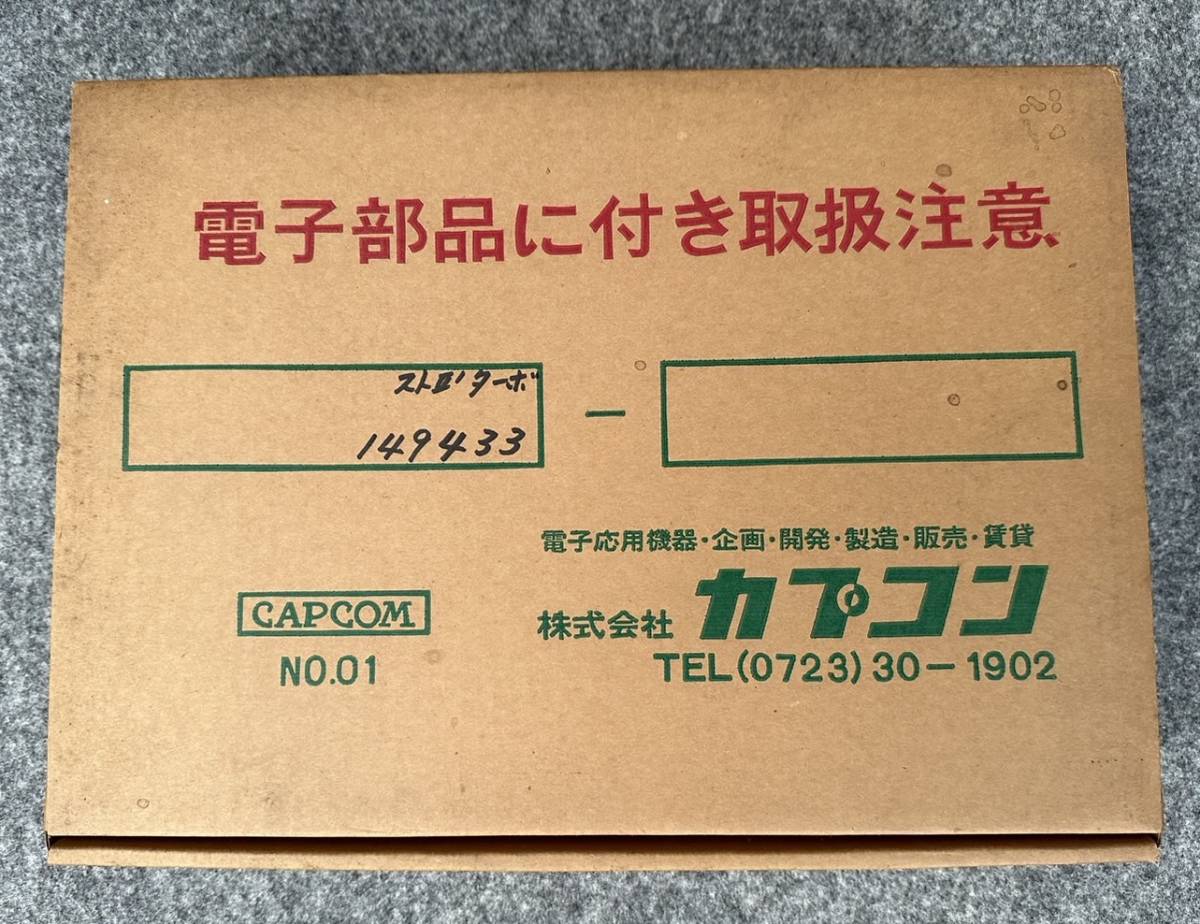 電子部品に付き取扱注意
ストⅡ'ターボ
149433
―
電子応用機器・企画・開発・製造・販売・賃貸
株式会社 カプコン
TEL(0723)30-1902
CAPCOM
NO.01